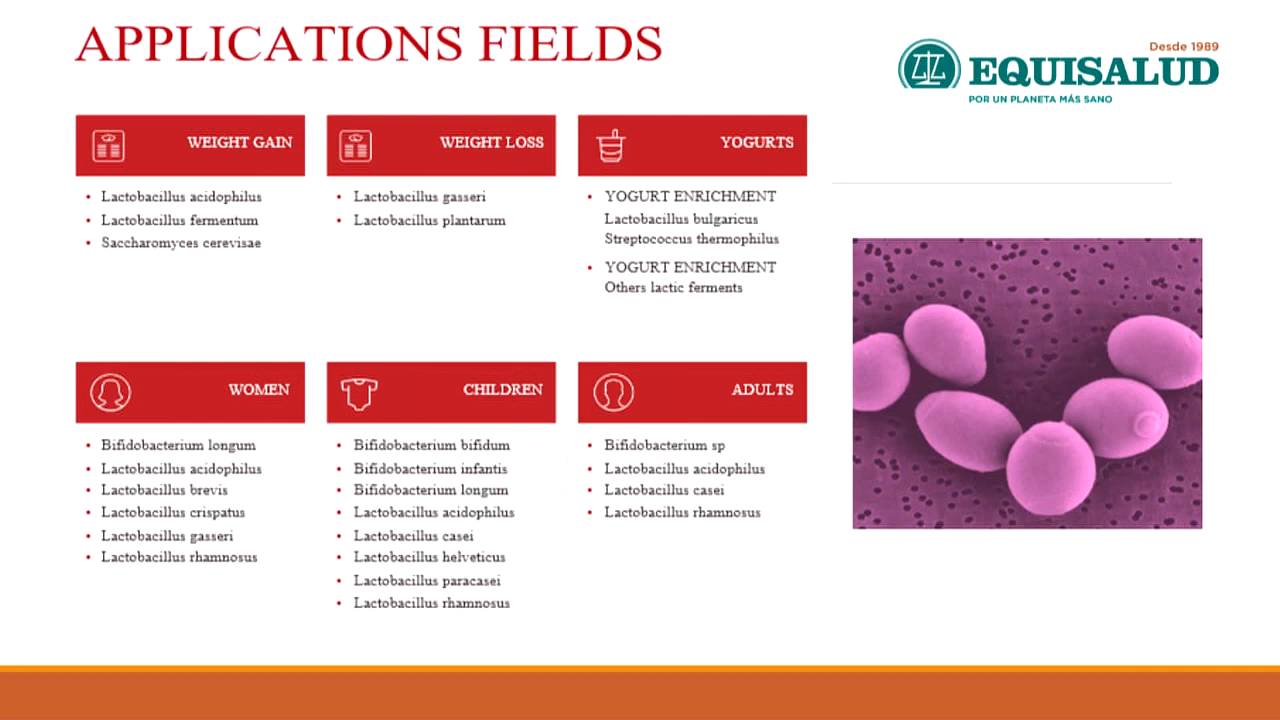 APPLICATIONS FIELDS
Desde 1989
EQUISALUD
POR UN PLANETA MÁS SANO
WEIGHT GAIN
• Lactobacillus acidophilus
• Lactobacillus fermentum
• Saccharomyces cerevisae
WEIGHT LOSS
• Lactobacillus gasseri
• Lactobacillus plantarum
YOGURTS
• YOGURT ENRICHMENT
Lactobacillus bulgaricus
Streptococcus thermophilus
• YOGURT ENRICHMENT
Others lactic ferments
WOMEN
• Bifidobacterium longum
• Lactobacillus acidophilus
• Lactobacillus brevis
• Lactobacillus crispatus
• Lactobacillus gasseri
• Lactobacillus rhamnosus
CHILDREN
• Bifidobacterium bifidum
• Bifidobacterium infantis
• Bifidobacterium longum
• Lactobacillus acidophilus
• Lactobacillus casei
• Lactobacillus helveticus
• Lactobacillus paracasei
• Lactobacillus rhamnosus
ADULTS
• Bifidobacterium sp
• Lactobacillus acidophilus
• Lactobacillus casei
• Lactobacillus rhamnosus